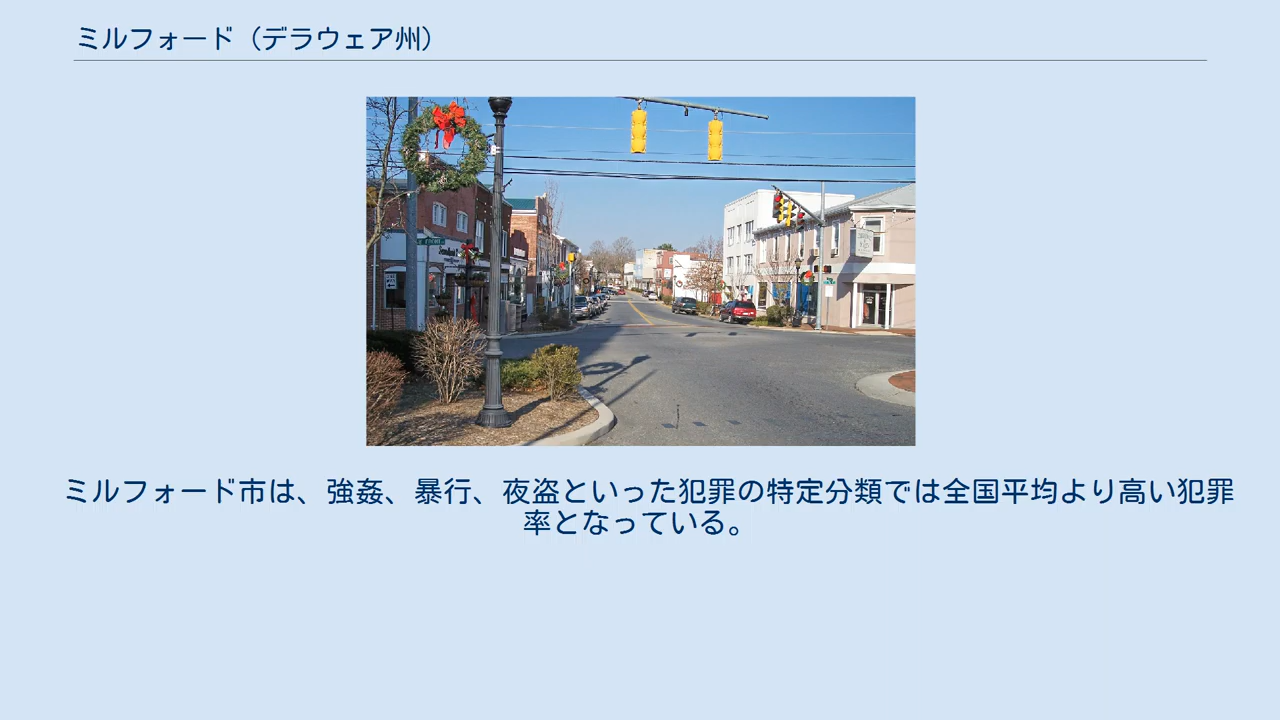 ミルフォード（デラウェア州）
ミルフォード市は、強姦、暴行、夜盗といった犯罪の特定分類では全国平均より高い犯罪
率となっている。